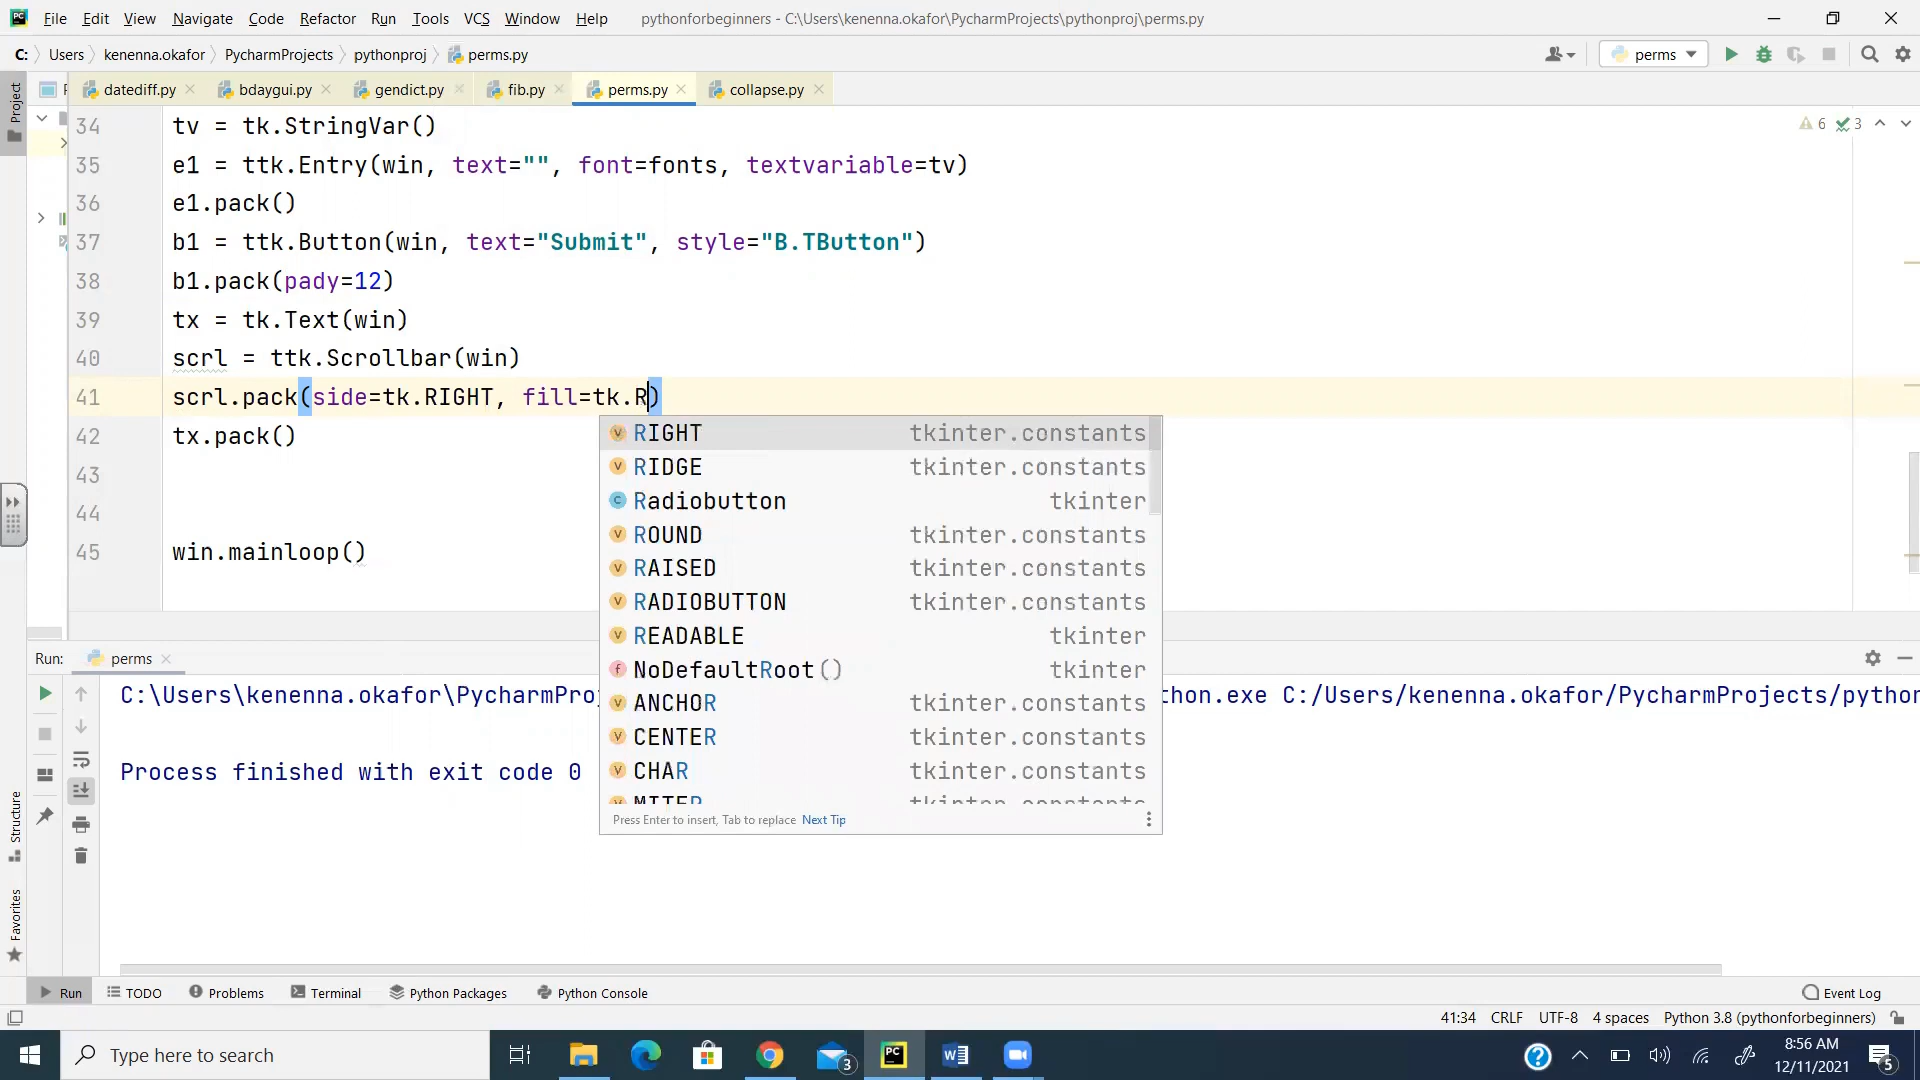 File Edit View Navigate Code Refactor Run Tools VCS Window Help pythonforbeginners - C:\Users\kenenna.okafor\PycharmProjects\pythonproj\perms.py
C: Users kenenna.okafor PycharmProjects pythonproj perms.py perms
Project datediff.py bdaygui.py gendict.py fib.py perms.py collapse.py
34 tv = tk.StringVar() 6 3
35 e1 = ttk.Entry(win, text="", font=fonts, textvariable=tv)
36 e1.pack()
37 b1 = ttk.Button(win, text="Submit", style="B.TButton")
38 b1.pack(pady=12)
39 tx = tk.Text(win)
40 scrl = ttk.Scrollbar(win)
41 scrl.pack(side=tk.RIGHT, fill=tk.R)
42 tx.pack()
43
44
45 win.mainloop()
RIGHT tkinter.constants
RIDGE tkinter.constants
Radiobutton tkinter
ROUND tkinter.constants
RAISED tkinter.constants
RADIOBUTTON tkinter.constants
READABLE tkinter
NoDefaultRoot() tkinter
ANCHOR tkinter.constants
CENTER tkinter.constants
CHAR tkinter.constants
MITER tkinter.constants
Press Enter to insert, Tab to replace Next Tip
Run: perms
C:\Users\kenenna.okafor\PycharmProj thon.exe C:/Users/kenenna.okafor/PycharmProjects/python
Process finished with exit code 0
Structure
Favorites
Run TODO Problems Terminal Python Packages Python Console Event Log
41:34 CRLF UTF-8 4 spaces Python 3.8 (pythonforbeginners)
Type here to search 3 8:56 AM 5
12/11/2021